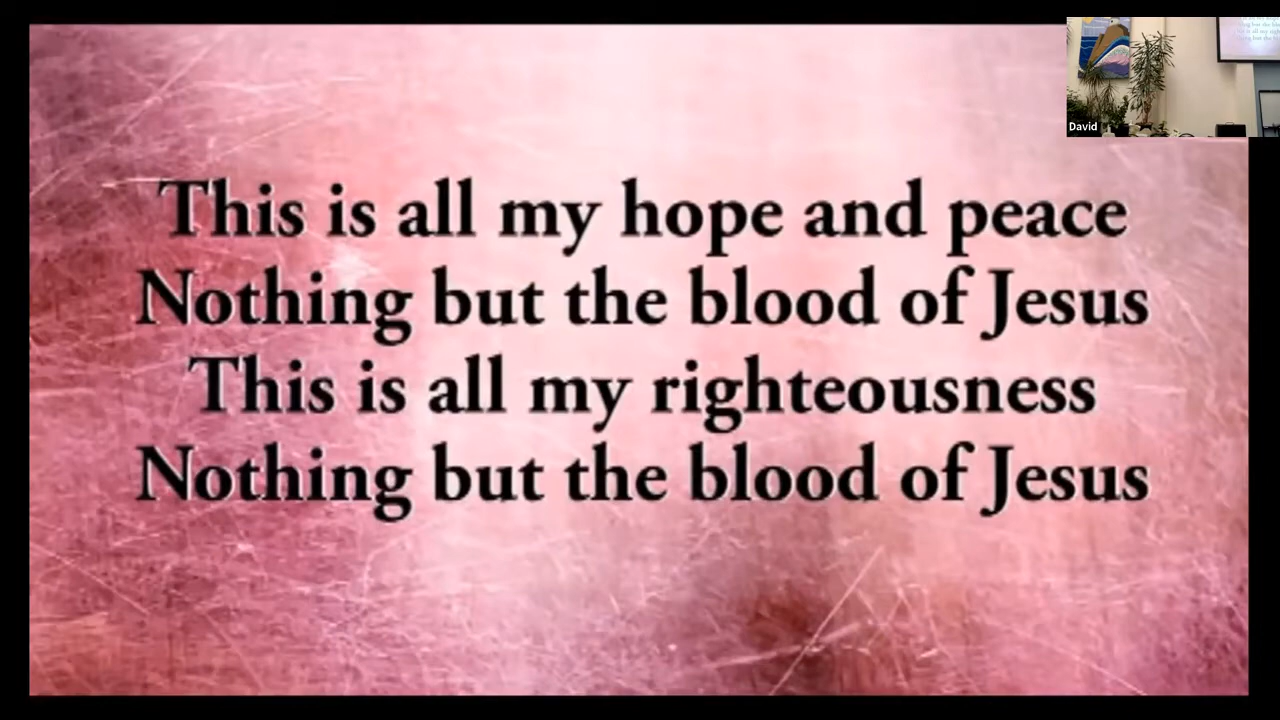 This is all my hope and peace
Nothing but the blood of Jesus
This is all my righteousness
Nothing but the blood of Jesus
David